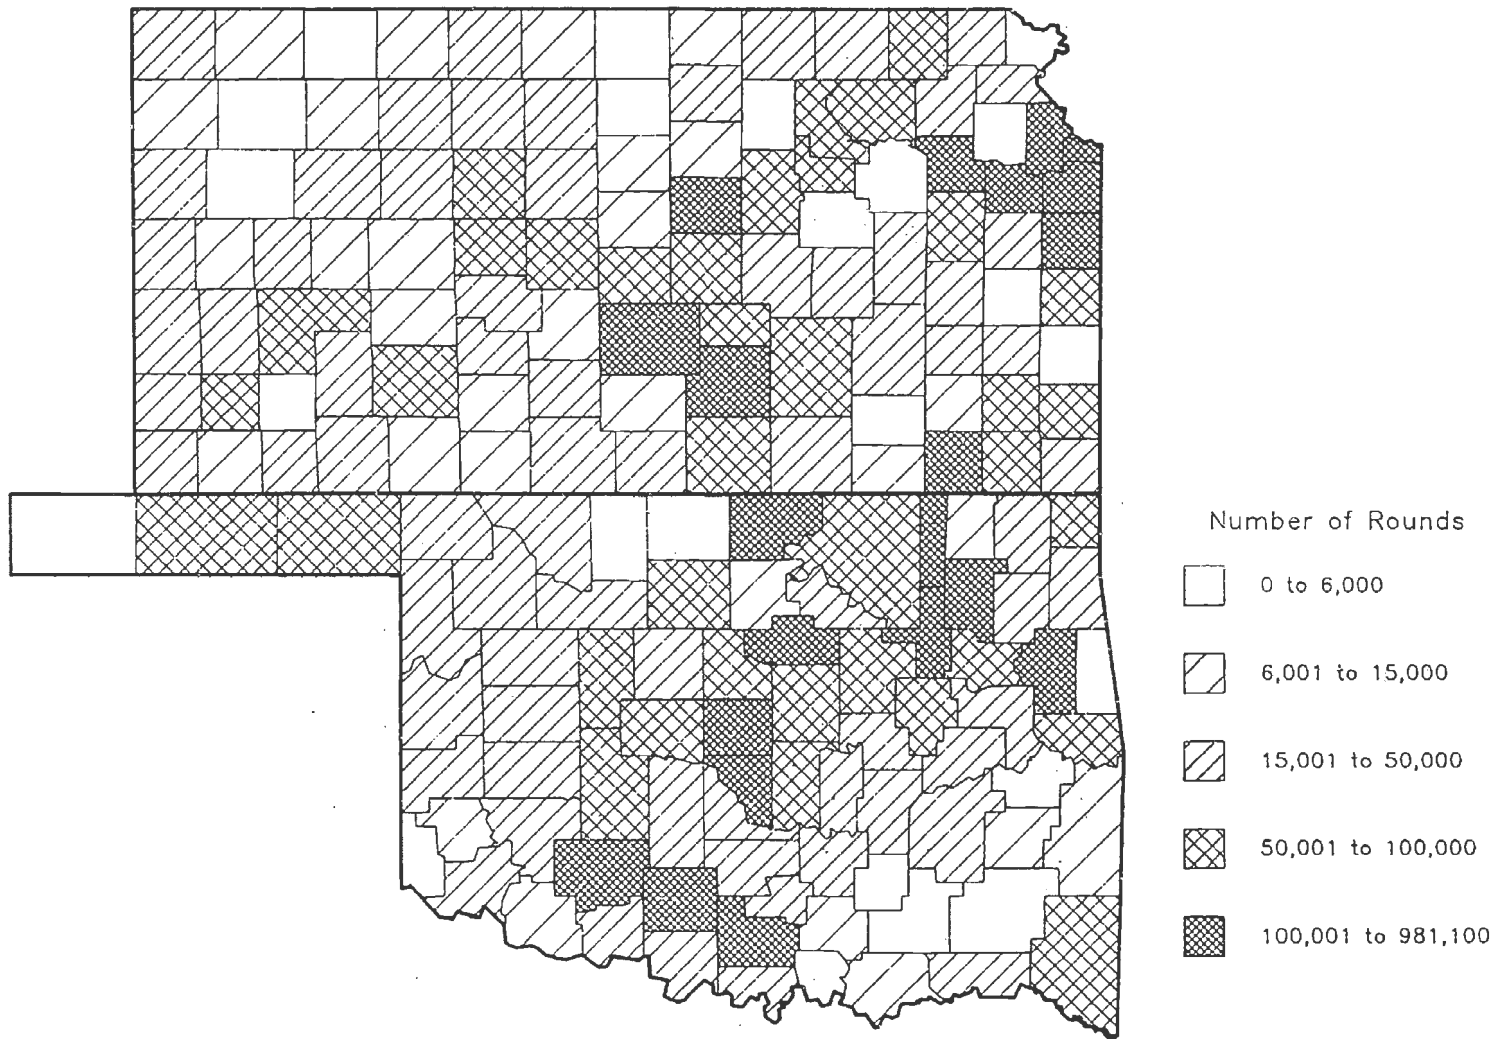 Number of Rounds
0 to 6,000
6,001 to 15,000
15,001 to 50,000
50,001 to 100,000
100,001 to 981,100